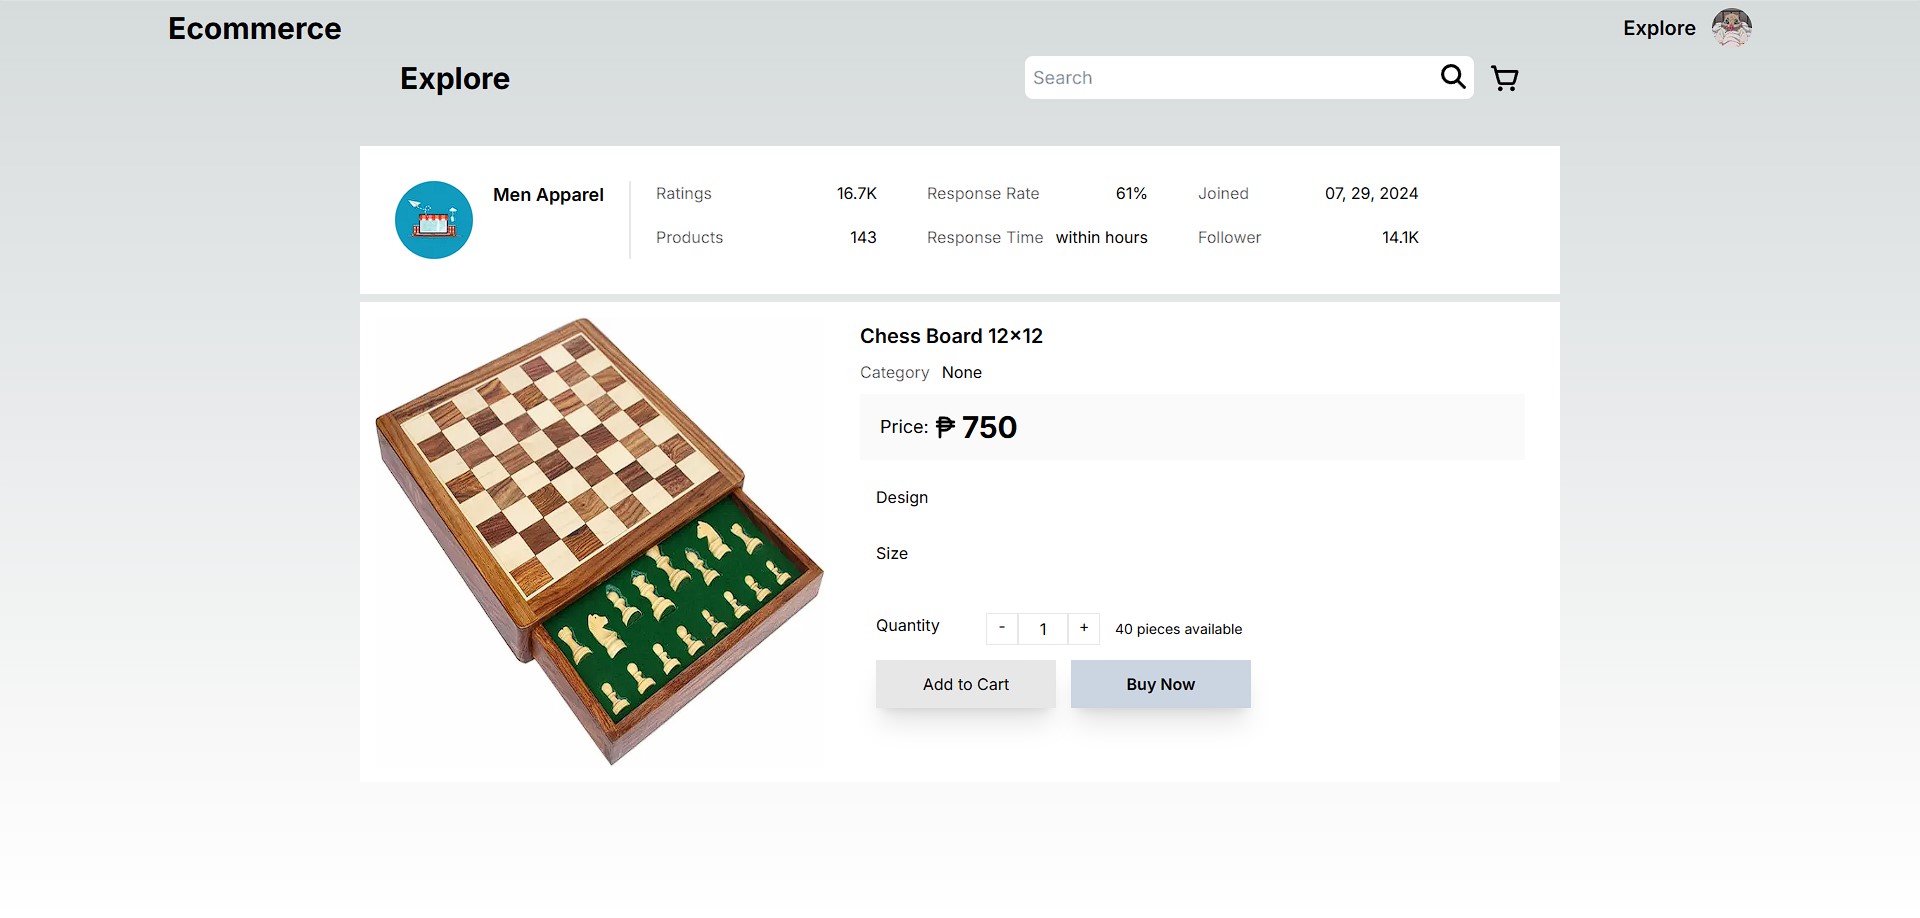 Ecommerce
Explore
Explore
Search
Men Apparel
Ratings 16.7K
Response Rate 61%
Joined 07, 29, 2024
Products 143
Response Time within hours
Follower 14.1K
Chess Board 12x12
Category None
Price: ₱ 750
Design
Size
Quantity - 1 + 40 pieces available
Add to Cart
Buy Now